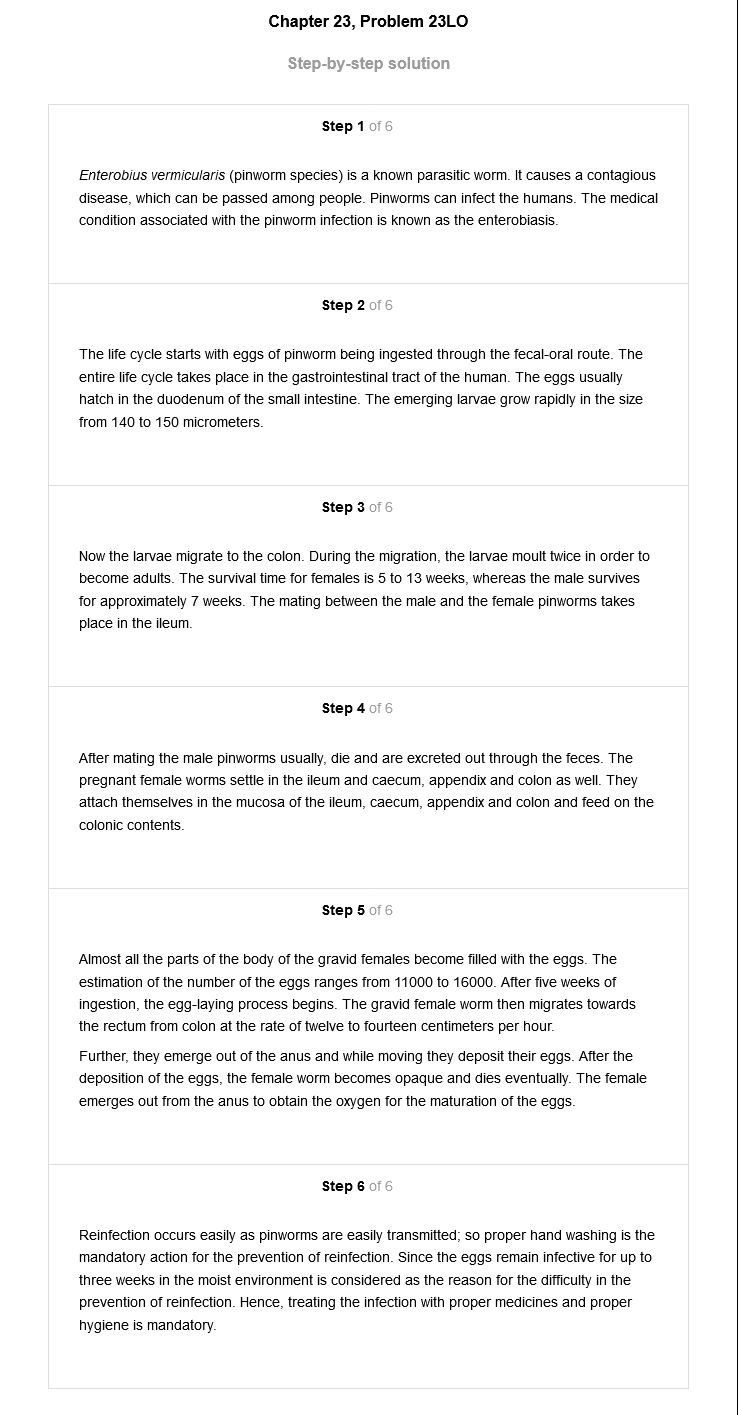 Chapter 23, Problem 23LO
Step-by-step solution
Step 1 of 6
Enterobius vermicularis (pinworm species) is a known parasitic worm. It causes a contagious
disease, which can be passed among people. Pinworms can infect the humans. The medical
condition associated with the pinworm infection is known as the enterobiasis.
Step 2 of 6
The life cycle starts with eggs of pinworm being ingested through the fecal-oral route. The
entire life cycle takes place in the gastrointestinal tract of the human. The eggs usually
hatch in the duodenum of the small intestine. The emerging larvae grow rapidly in the size
from 140 to 150 micrometers.
Step 3 of 6
Now the larvae migrate to the colon. During the migration, the larvae moult twice in order to
become adults. The survival time for females is 5 to 13 weeks, whereas the male survives
for approximately 7 weeks. The mating between the male and the female pinworms takes
place in the ileum.
Step 4 of 6
After mating the male pinworms usually, die and are excreted out through the feces. The
pregnant female worms settle in the ileum and caecum, appendix and colon as well. They
attach themselves in the mucosa of the ileum, caecum, appendix and colon and feed on the
colonic contents.
Step 5 of 6
Almost all the parts of the body of the gravid females become filled with the eggs. The
estimation of the number of the eggs ranges from 11000 to 16000. After five weeks of
ingestion, the egg-laying process begins. The gravid female worm then migrates towards
the rectum from colon at the rate of twelve to fourteen centimeters per hour.
Further, they emerge out of the anus and while moving they deposit their eggs. After the
deposition of the eggs, the female worm becomes opaque and dies eventually. The female
emerges out from the anus to obtain the oxygen for the maturation of the eggs.
Step 6 of 6
Reinfection occurs easily as pinworms are easily transmitted; so proper hand washing is the
mandatory action for the prevention of reinfection. Since the eggs remain infective for up to
three weeks in the moist environment is considered as the reason for the difficulty in the
prevention of reinfection. Hence, treating the infection with proper medicines and proper
hygiene is mandatory.